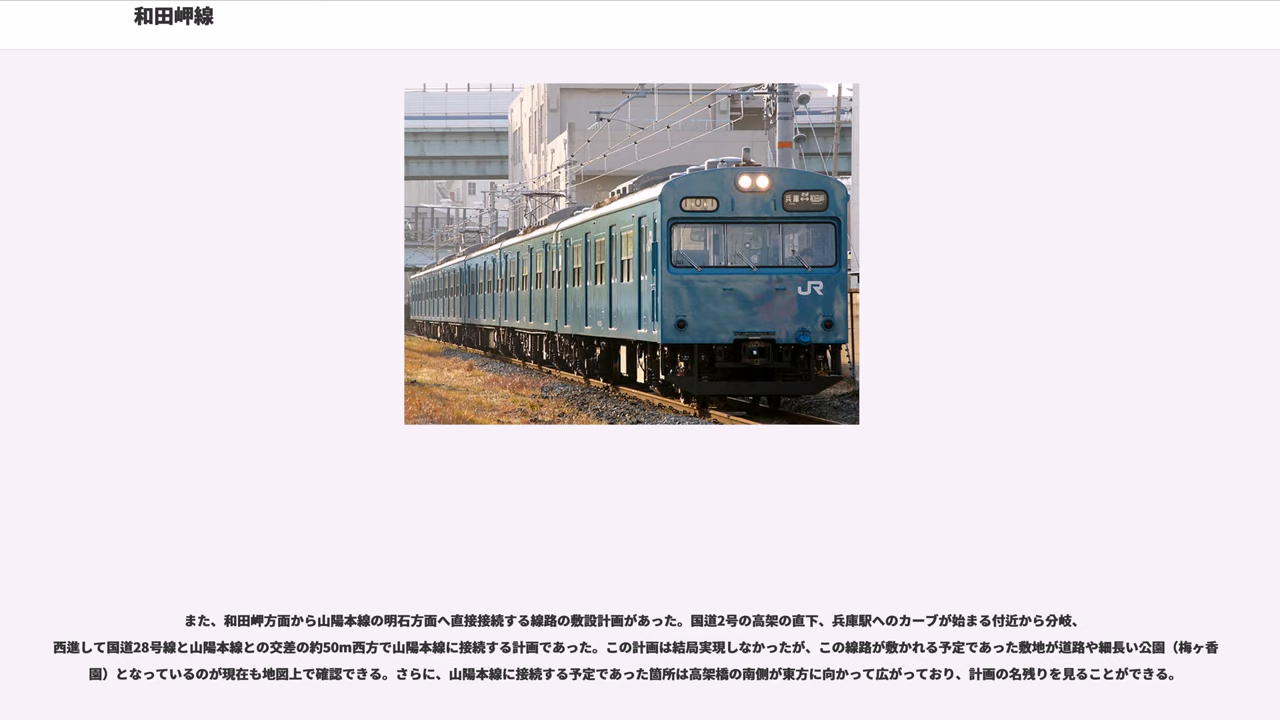 和田岬線
101
兵庫⇔和田岬
JR
また、和田岬方面から山陽本線の明石方面へ直接接続する線路の敷設計画があった。国道2号の高架の直下、兵庫駅へのカーブが始まる付近から分岐、
西進して国道28号線と山陽本線との交差の約50m西方で山陽本線に接続する計画であった。この計画は結局実現しなかったが、この線路が敷かれる予定であった敷地が道路や細長い公園（梅ヶ香
園）となっているのが現在も地図上で確認できる。さらに、山陽本線に接続する予定であった箇所は高架橋の南側が東方に向かって広がっており、計画の名残りを見ることができる。